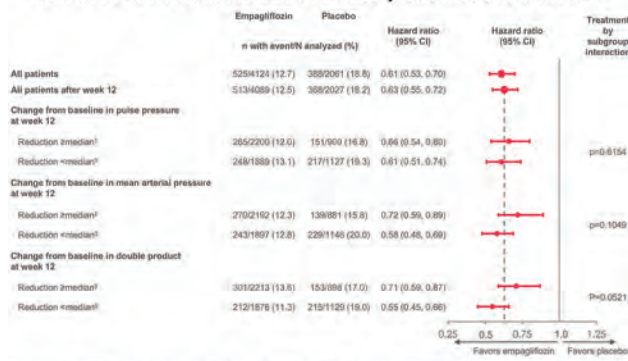 Empagliflozin Placebo
n with event/N analyzed (%)
Hazard ratio
(95% CI)
Hazard ratio
(95% CI)
Treatment
by
subgroup
interaction
All patients 525/4124 (12.7) 388/2061 (18.8) 0.61 (0.53, 0.70)
All patients after week 12 513/4089 (12.5) 368/2027 (18.2) 0.63 (0.55, 0.72)
Change from baseline in pulse pressure
at week 12
Reduction ≥median¹ 265/2200 (12.0) 151/900 (16.8) 0.66 (0.54, 0.80)
Reduction <median¹ 248/1889 (13.1) 217/1127 (19.3) 0.61 (0.51, 0.74)
p=0.6154
Change from baseline in mean arterial pressure
at week 12
Reduction ≥median² 270/2192 (12.3) 139/881 (15.8) 0.72 (0.59, 0.89)
Reduction <median² 243/1897 (12.8) 229/1146 (20.0) 0.58 (0.48, 0.69)
p=0.1049
Change from baseline in double product
at week 12
Reduction ≥median³ 301/2213 (13.6) 153/898 (17.0) 0.71 (0.59, 0.87)
Reduction <median³ 212/1876 (11.3) 215/1129 (19.0) 0.55 (0.45, 0.66)
P=0.0521
0.25 0.5 0.75 1.0 1.25
Favors empagliflozin Favors placebo